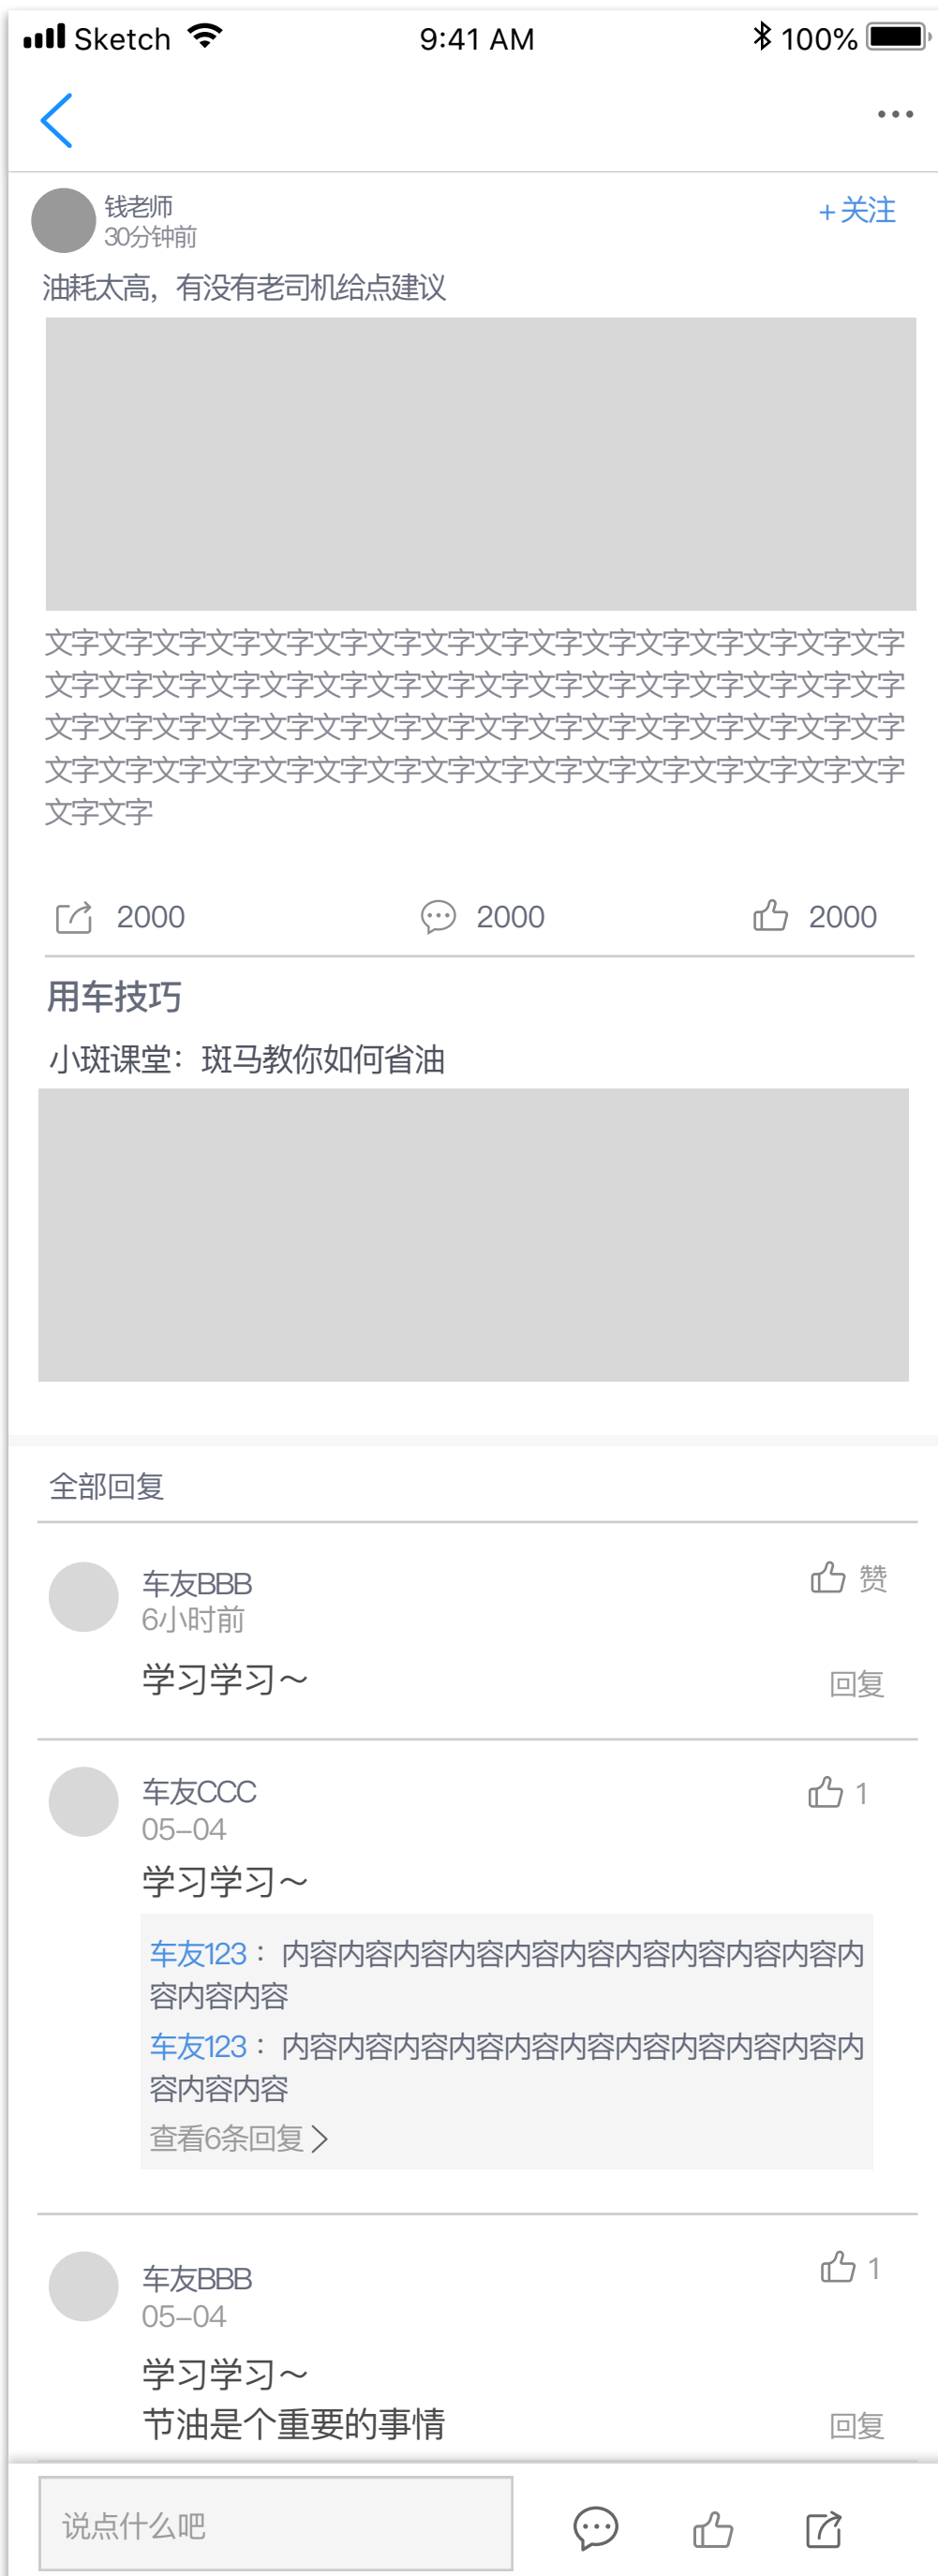 Sketch 9:41 AM 100%
钱老师
30分钟前
+ 关注
油耗太高，有没有老司机给点建议
文字文字文字文字文字文字文字文字文字文字文字文字文字文字文字文字
文字文字文字文字文字文字文字文字文字文字文字文字文字文字文字文字
文字文字文字文字文字文字文字文字文字文字文字文字文字文字文字文字
文字文字文字文字文字文字文字文字文字文字文字文字文字文字文字文字
文字文字
2000 2000 2000
用车技巧
小斑课堂：斑马教你如何省油
全部回复
车友BBB
赞
6小时前
学习学习～
回复
车友CCC
1
05-04
学习学习～
车友123 ：内容内容内容内容内容内容内容内容内容内容内
容内容内容
车友123 ：内容内容内容内容内容内容内容内容内容内容内
容内容内容
查看6条回复
车友BBB
1
05-04
学习学习～
节油是个重要的事情
回复
说点什么吧